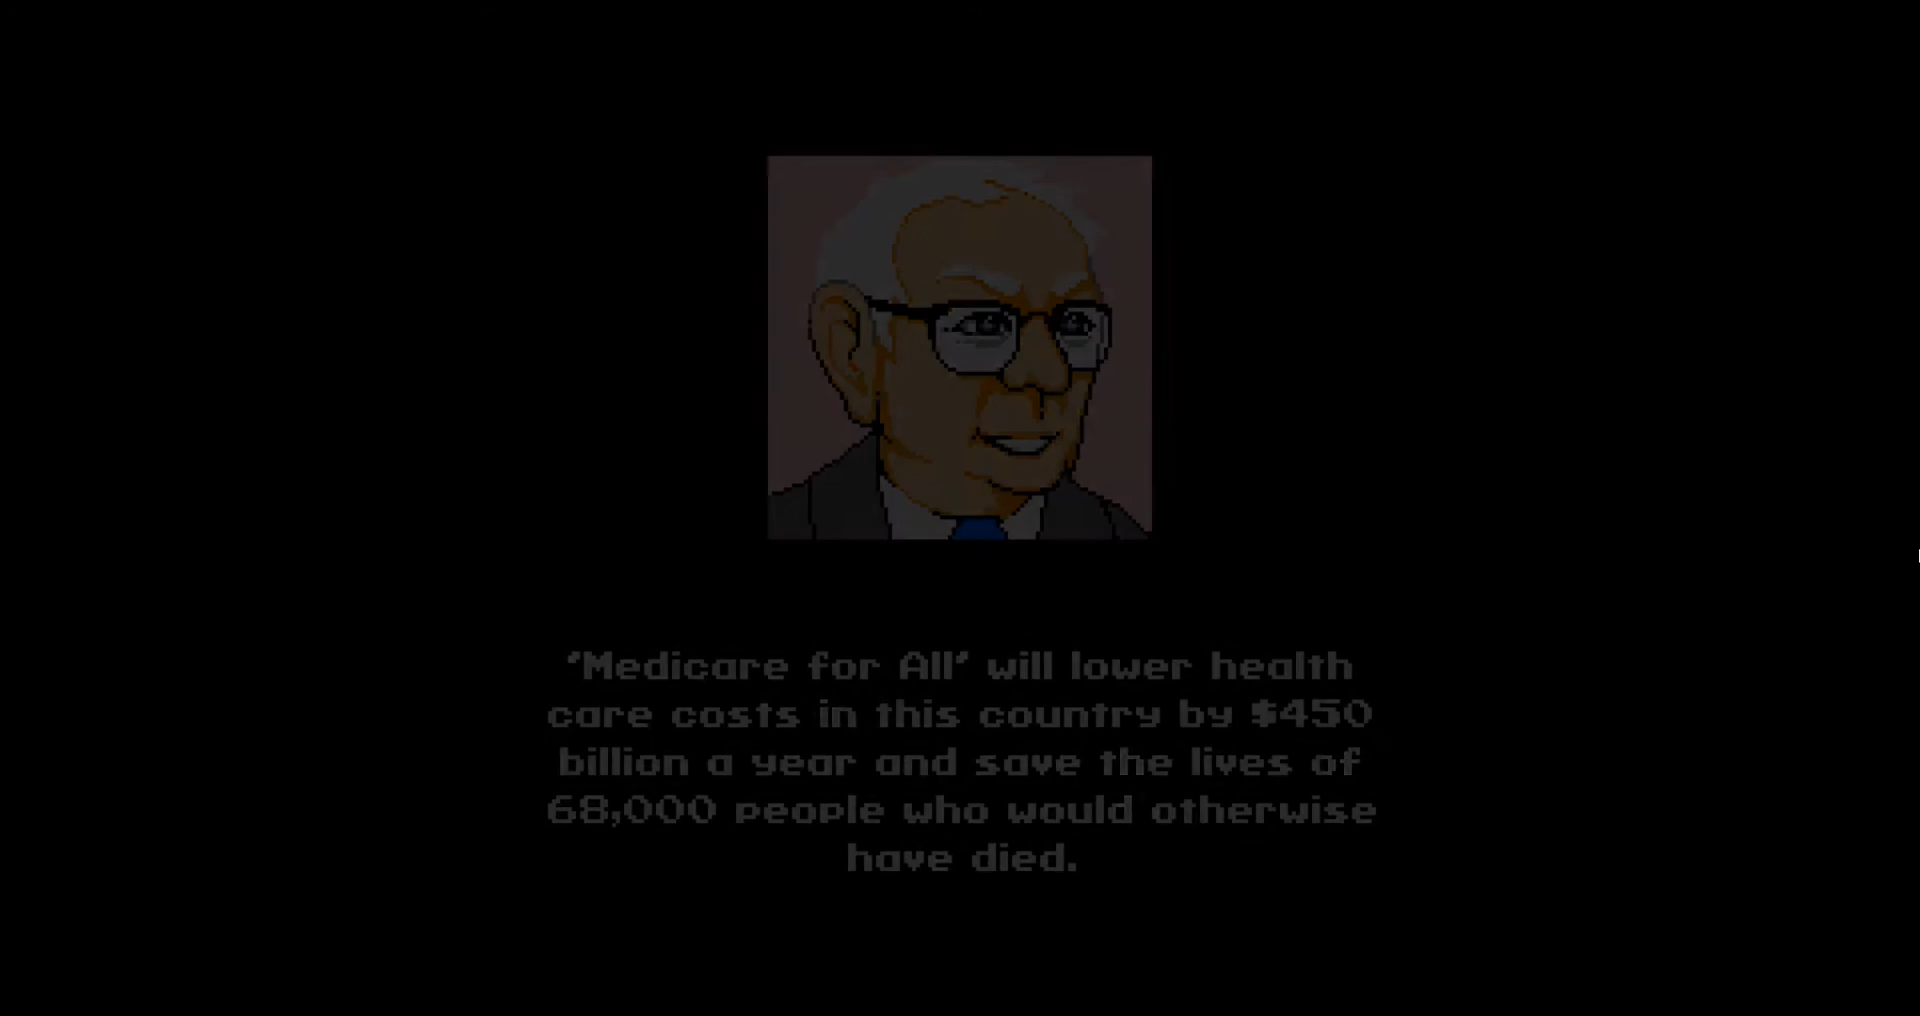 'Medicare for All' will lower health
care costs in this country by $450
billion a year and save the lives of
68,000 people who would otherwise
have died.